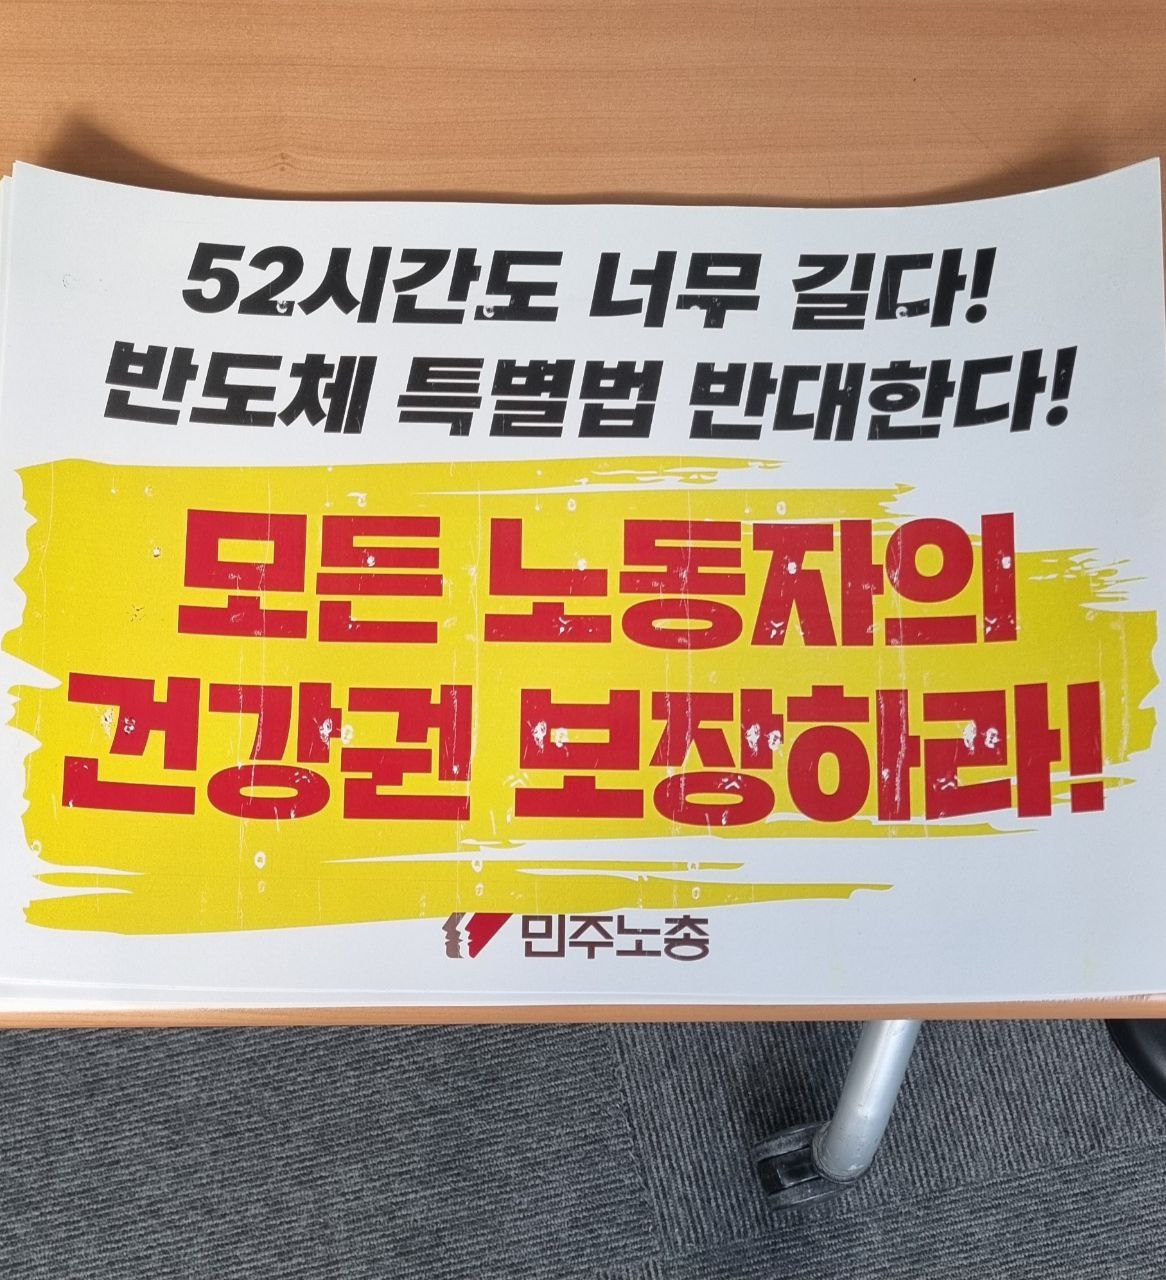 52시간도 너무 길다!
반도체 특별법 반대한다!
모든 노동자의
건강권 보장하라!
민주노총